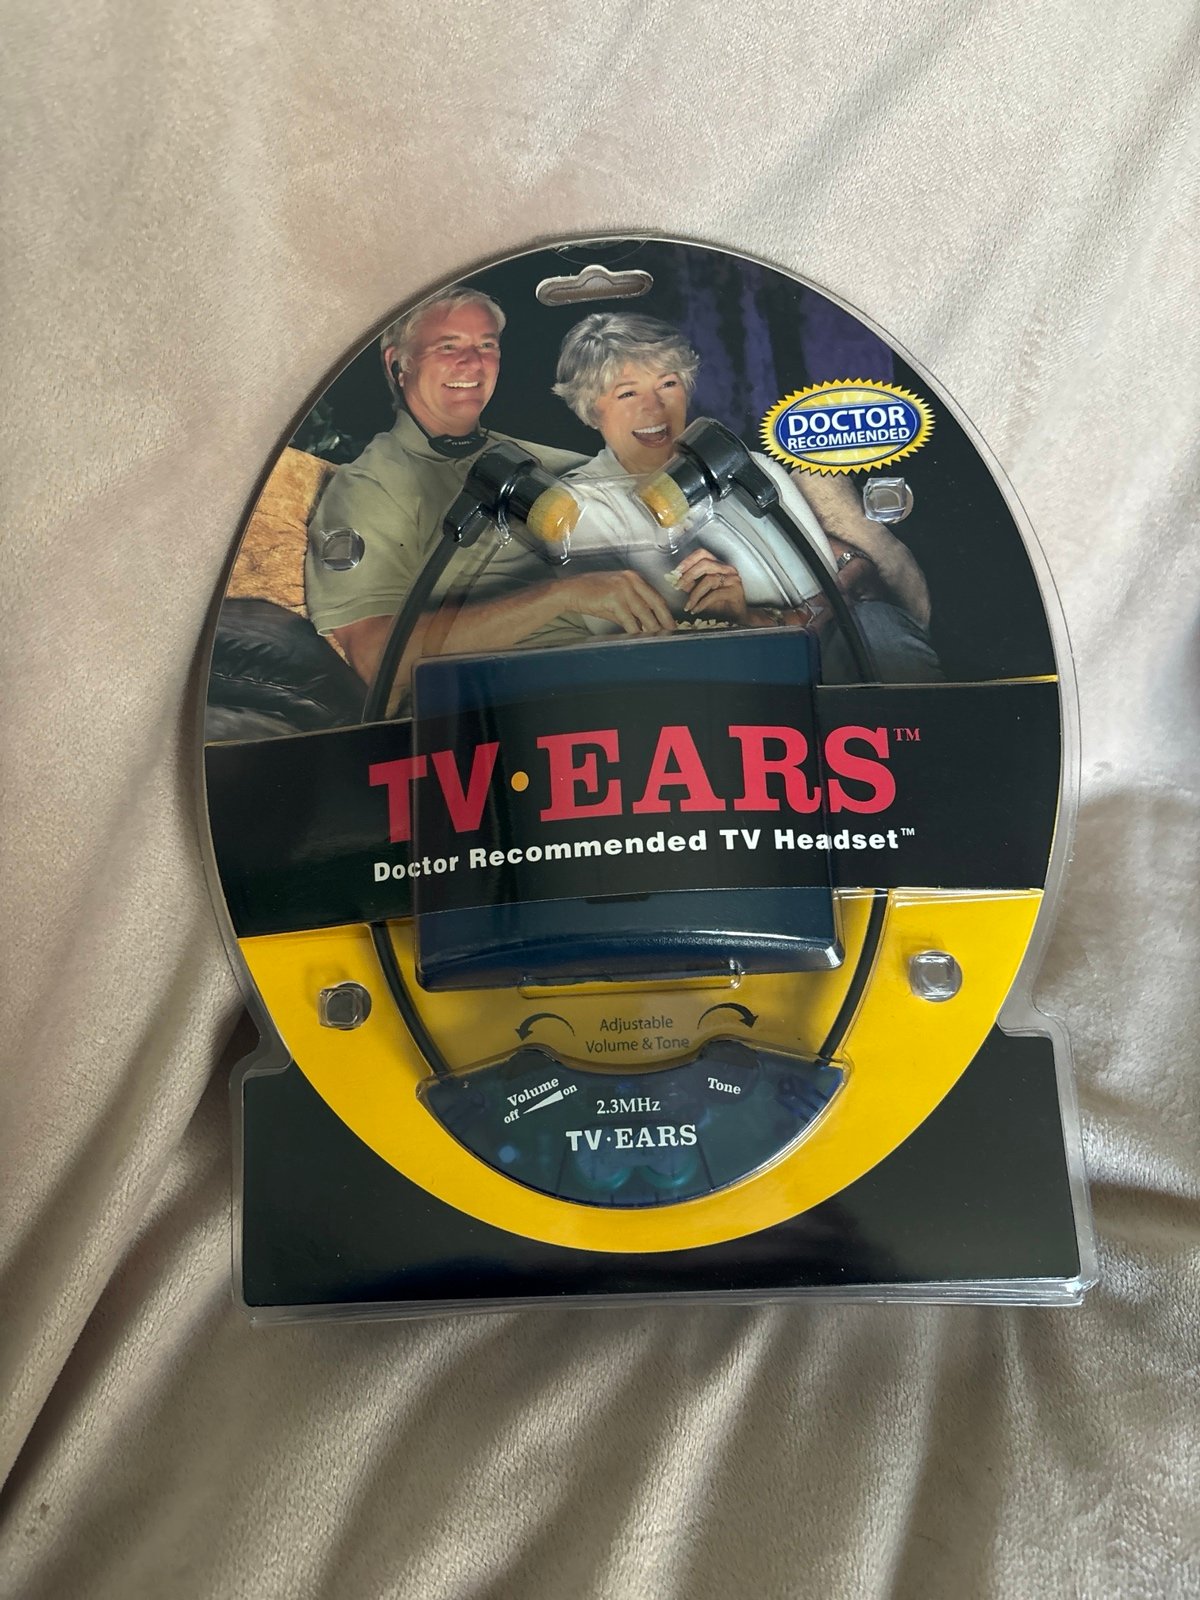 DOCTOR
RECOMMENDED
TV·EARS™
Doctor Recommended TV Headset™
Adjustable
Volume & Tone
Volume
off on
Tone
2.3MHz
TV·EARS